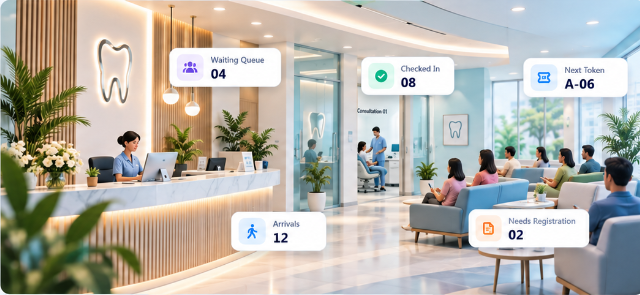 Waiting Queue
04
Checked In
08
Next Token
A-06
Consultation 01
Arrivals
12
Needs Registration
02